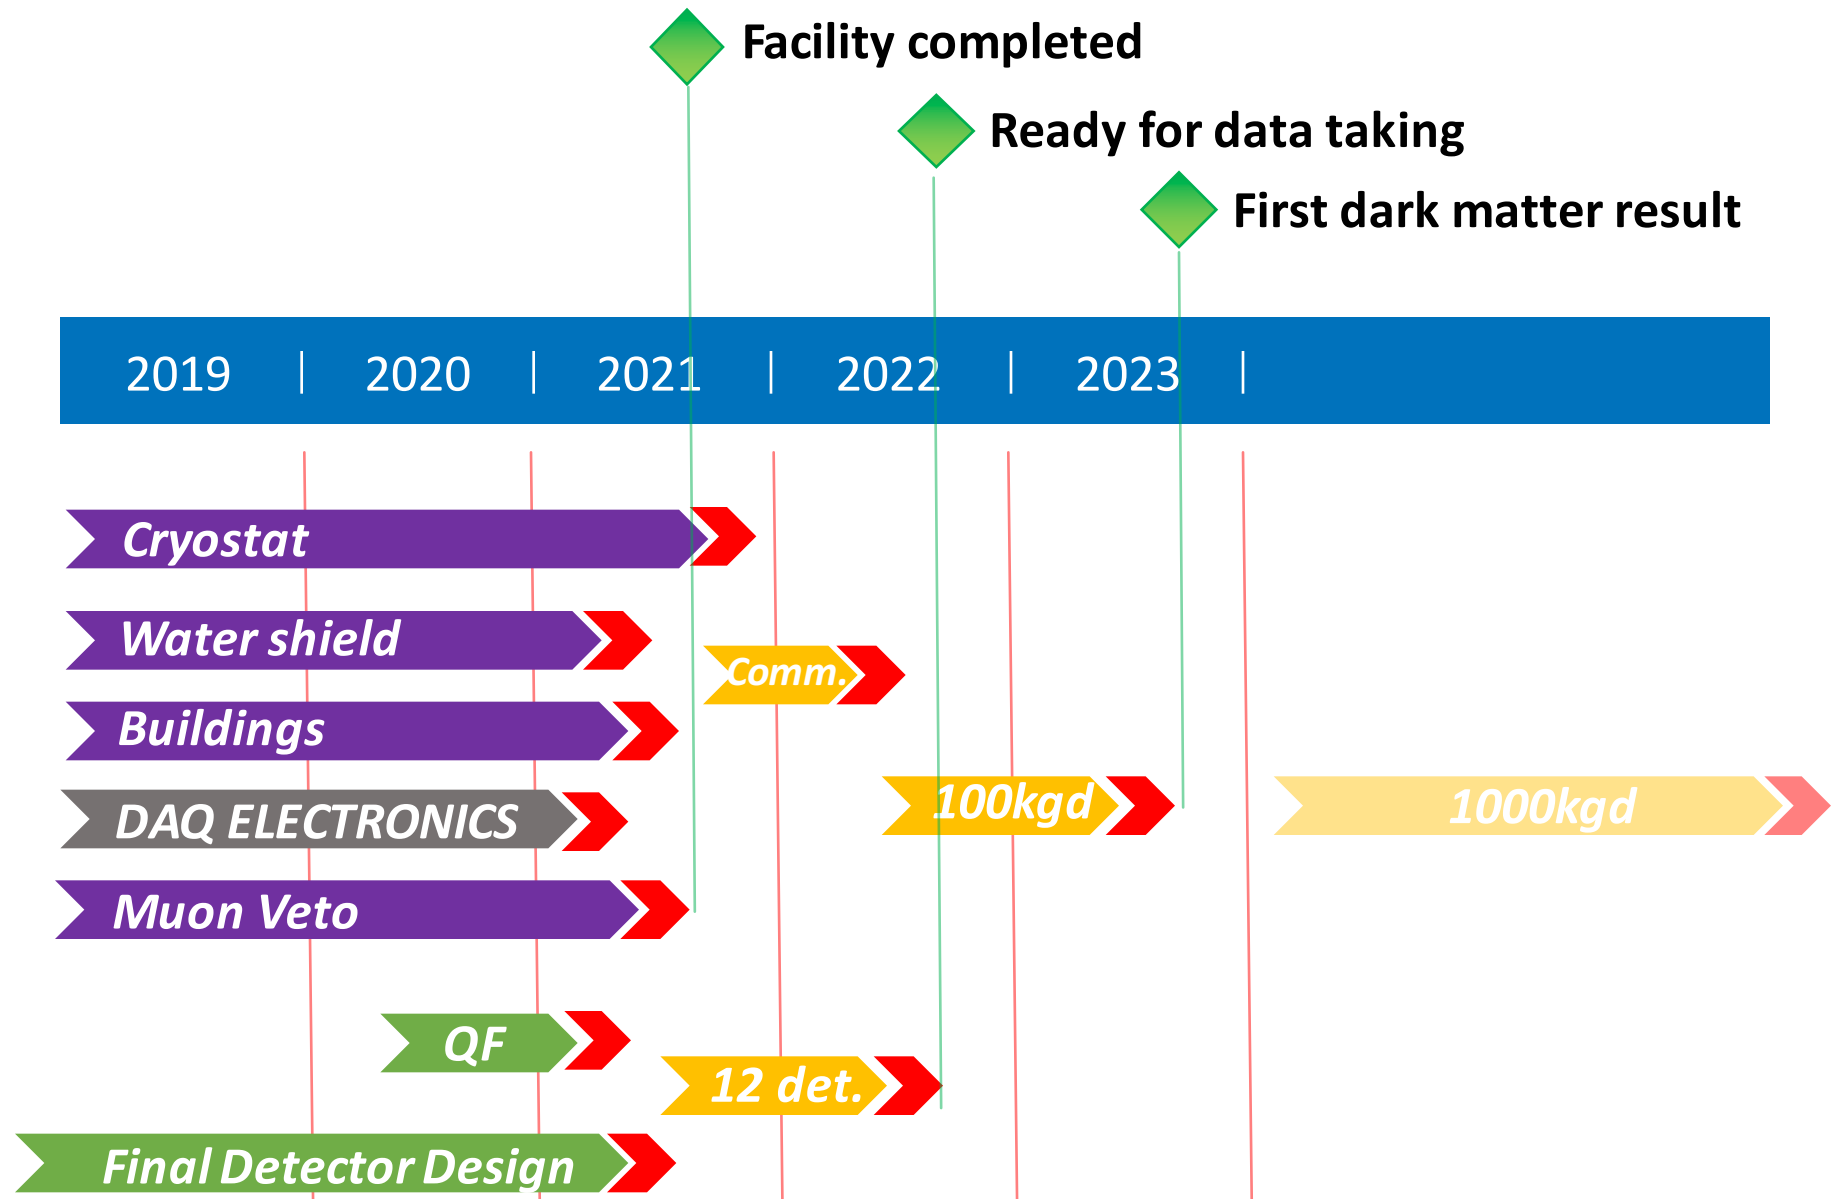 Facility completed
Ready for data taking
First dark matter result
2019 | 2020 | 2021 | 2022 | 2023 |
Cryostat
Water shield
Comm.
Buildings
100kgd
1000kgd
DAQ ELECTRONICS
Muon Veto
QF
12 det.
Final Detector Design